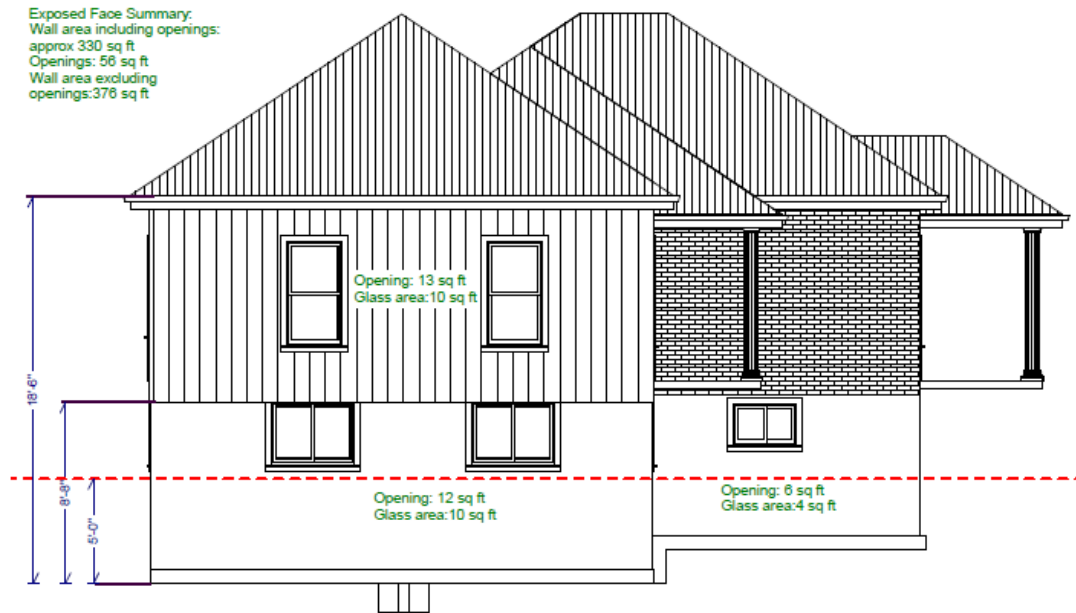 Exposed Face Summary:
Wall area including openings:
approx 330 sq ft
Openings: 56 sq ft
Wall area excluding
openings:376 sq ft
Opening: 13 sq ft
Glass area:10 sq ft
18'-6"
8'-8"
5'-0"
Opening: 12 sq ft
Glass area:10 sq ft
Opening: 6 sq ft
Glass area:4 sq ft